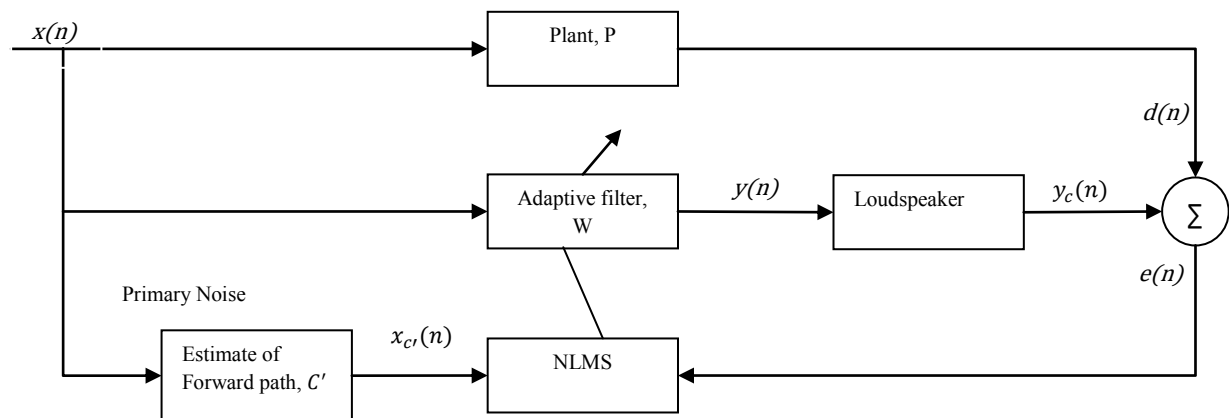 x(n)
Plant, P
d(n)
Adaptive filter,
W
y(n)
Loudspeaker
y_c(n)
Σ
e(n)
Primary Noise
Estimate of
Forward path, C′
x_c′(n)
NLMS